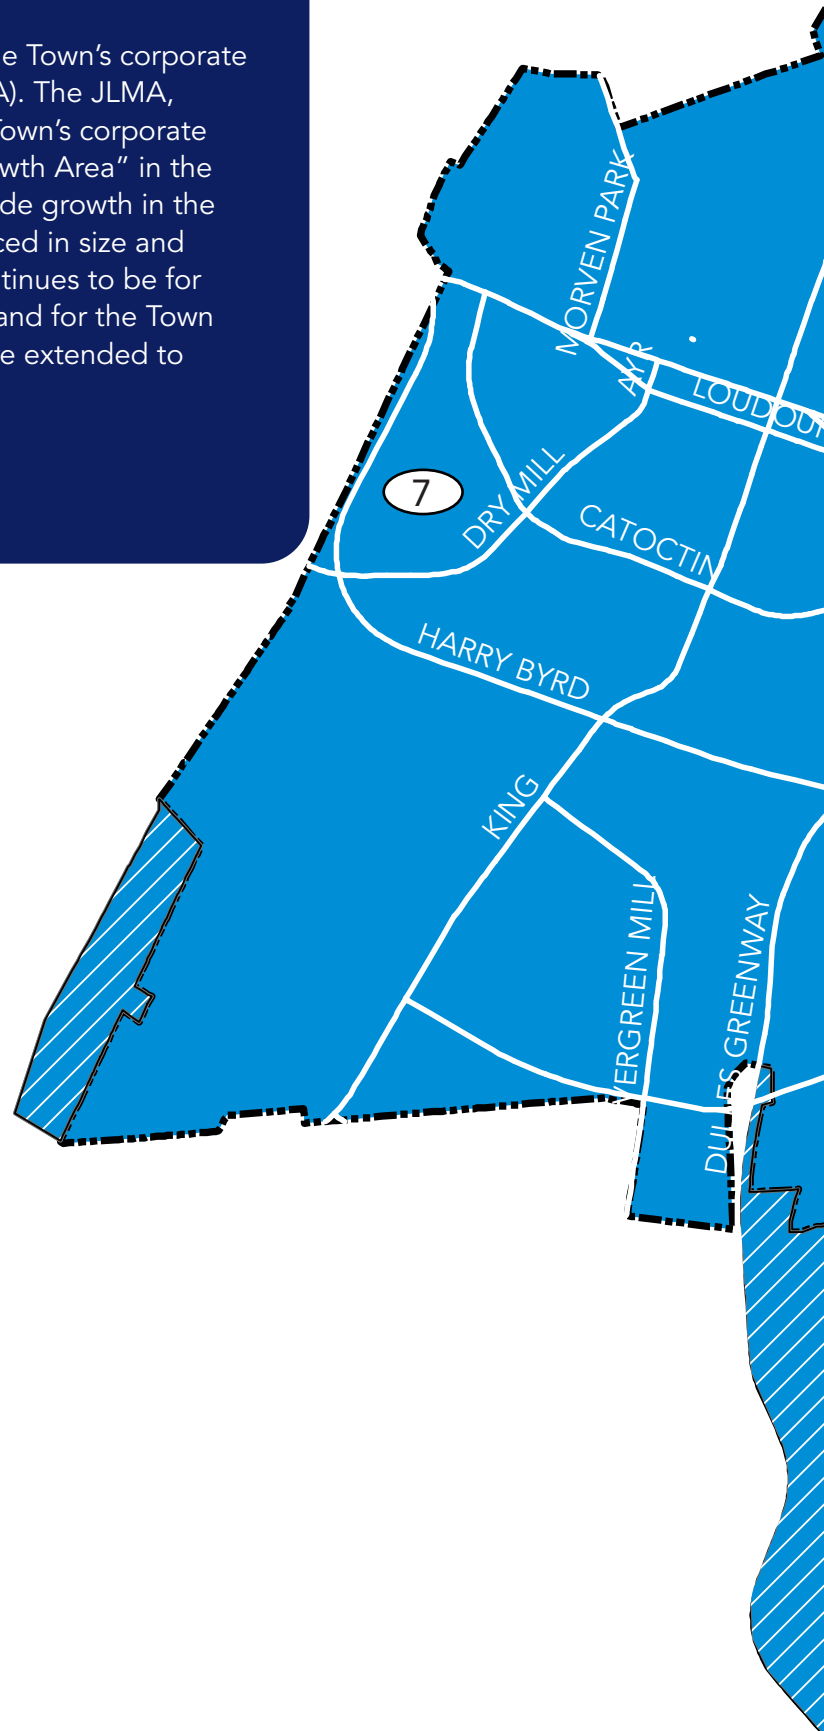 e Town's corporate
A). The JLMA,
Town's corporate
wth Area" in the
de growth in the
ced in size and
tinues to be for
and for the Town
e extended to
MORVEN PARK
AYR
LOUDOU
7
DRY MILL
CATOCTIN
HARRY BYRD
KING
VERGREEN MILL
DULLES GREENWAY